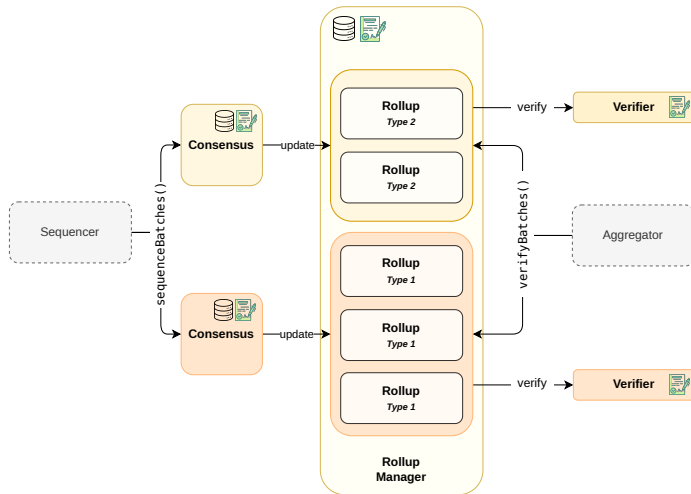 Rollup
Type 2
Rollup
Type 2
verify
Verifier
Consensus
update
Sequencer
sequenceBatches()
verifyBatches()
Aggregator
Rollup
Type 1
Consensus
update
Rollup
Type 1
Rollup
Type 1
verify
Verifier
Rollup
Manager